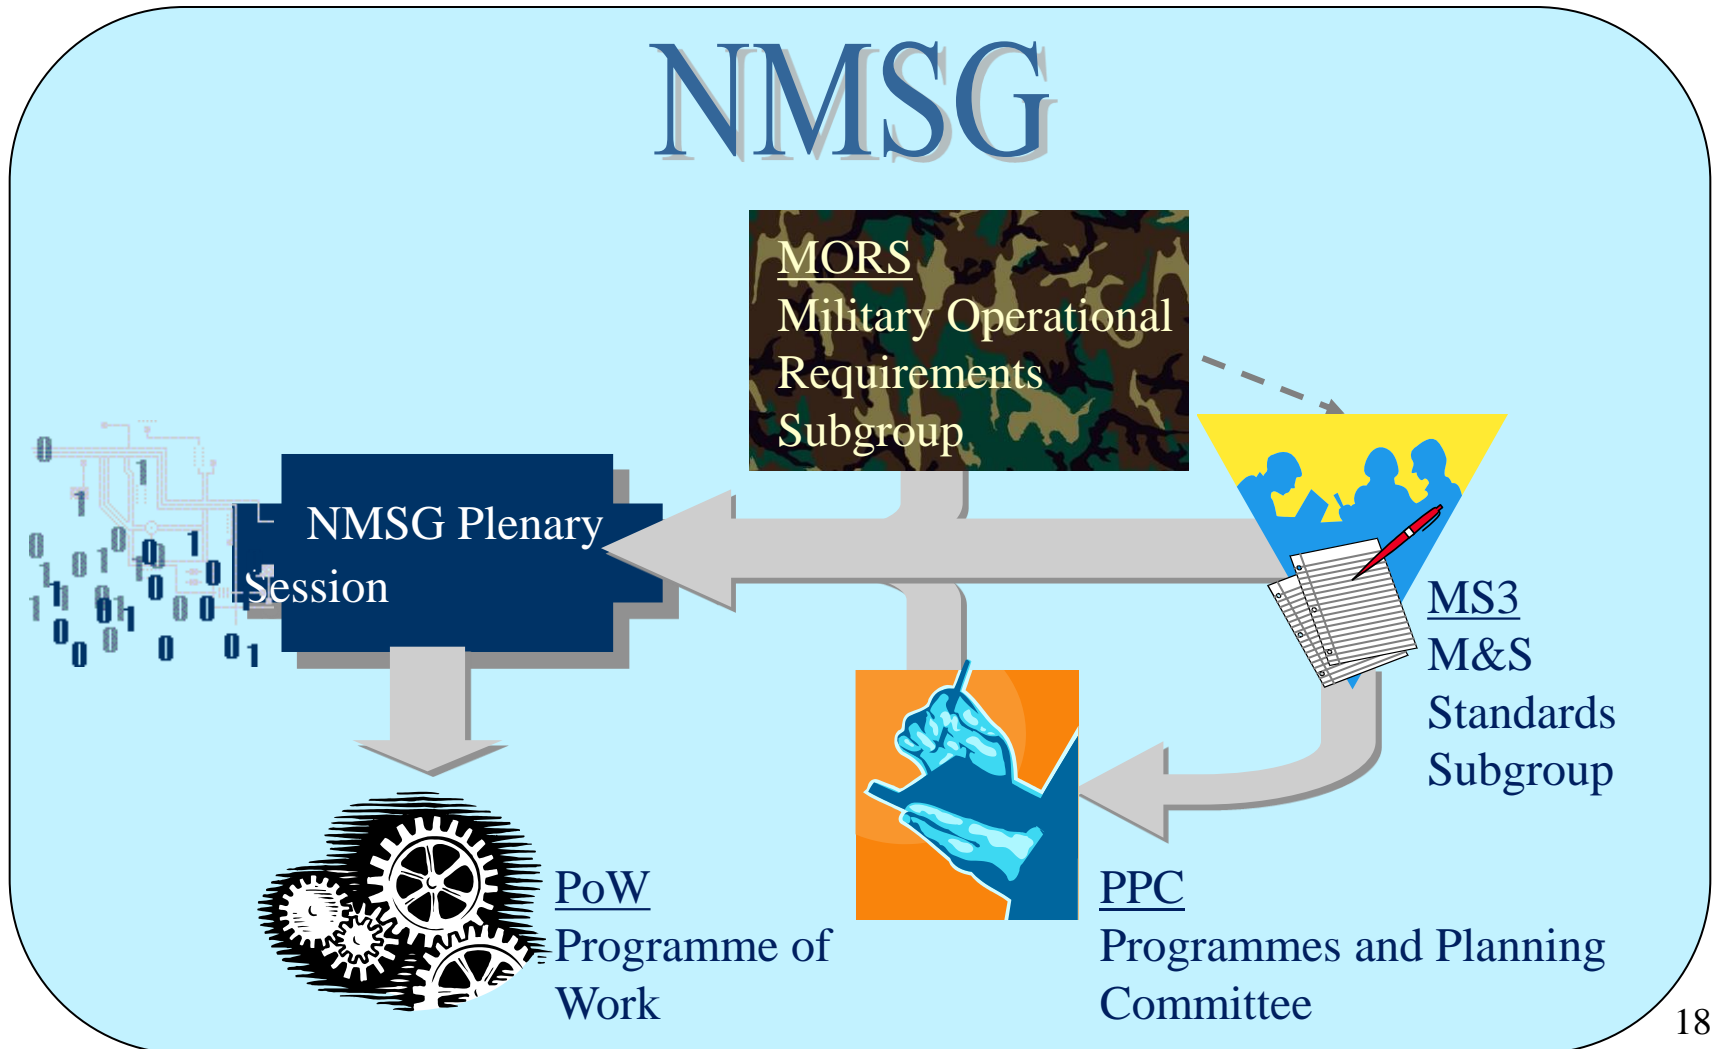 NMSG
MORS
Military Operational
Requirements
Subgroup
NMSG Plenary
Session
MS3
M&S
Standards
Subgroup
PoW
Programme of
Work
PPC
Programmes and Planning
Committee
18